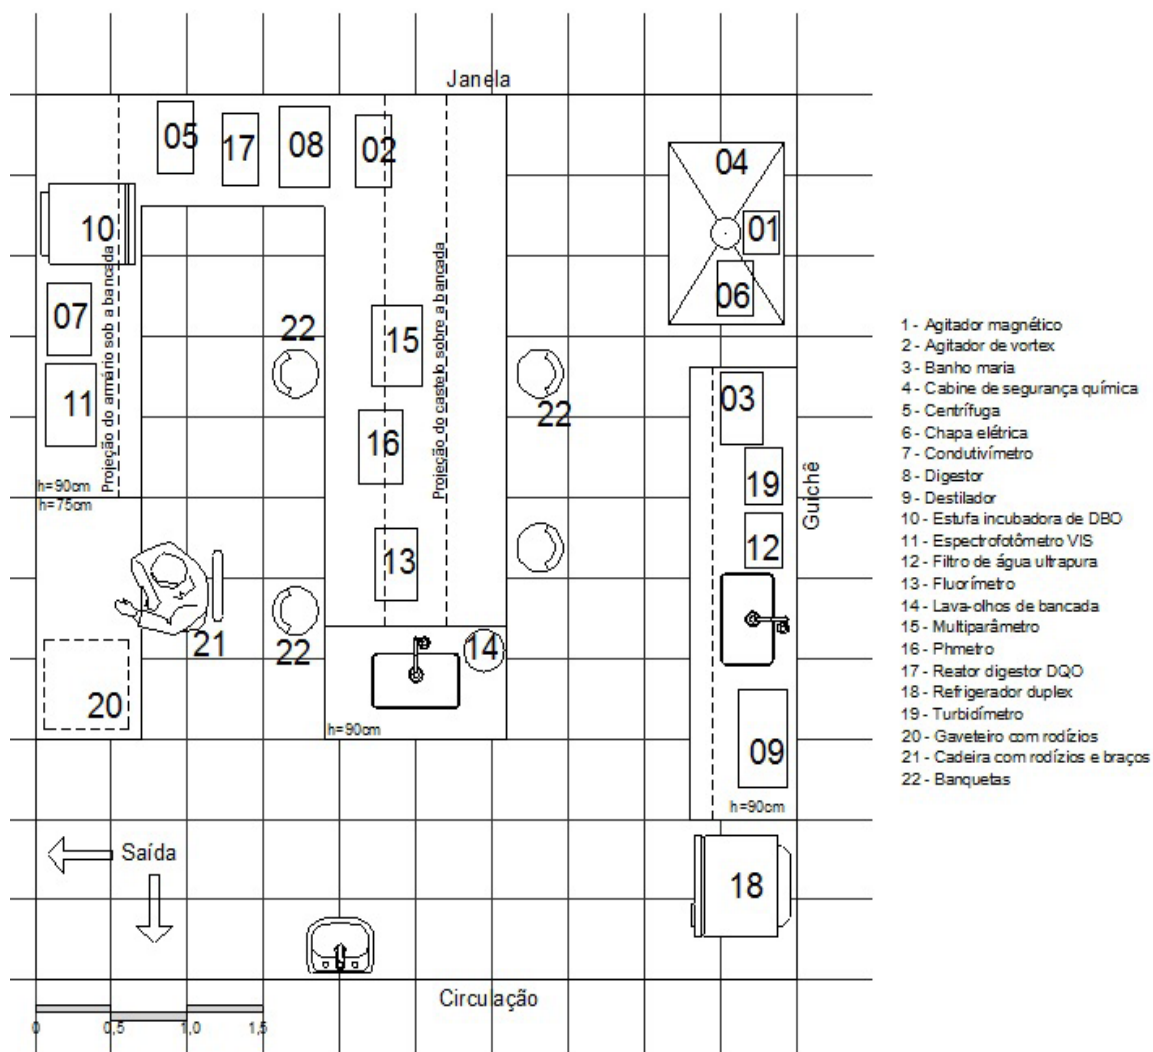 Janela
05
17
08
02
04
10
01
06
07
Projeção do armário sob a bancada
Projeção do castelo sobre a bancada
22
15
11
22
03
16
h=90cm
h=75cm
19
Guichê
13
12
21
22
14
20
h=90cm
09
h=90cm
Saída
18
Circulação
0 0,5 1,0 1,5
1 - Agitador magnético
2 - Agitador de vortex
3 - Banho maria
4 - Cabine de segurança química
5 - Centrífuga
6 - Chapa elétrica
7 - Condutivímetro
8 - Digestor
9 - Destilador
10 - Estufa incubadora de DBO
11 - Espectrofotômetro VIS
12 - Filtro de água ultrapura
13 - Fluorímetro
14 - Lava-olhos de bancada
15 - Multiparâmetro
16 - Phmetro
17 - Reator digestor DQO
18 - Refrigerador duplex
19 - Turbidímetro
20 - Gaveteiro com rodízios
21 - Cadeira com rodízios e braços
22 - Banquetas